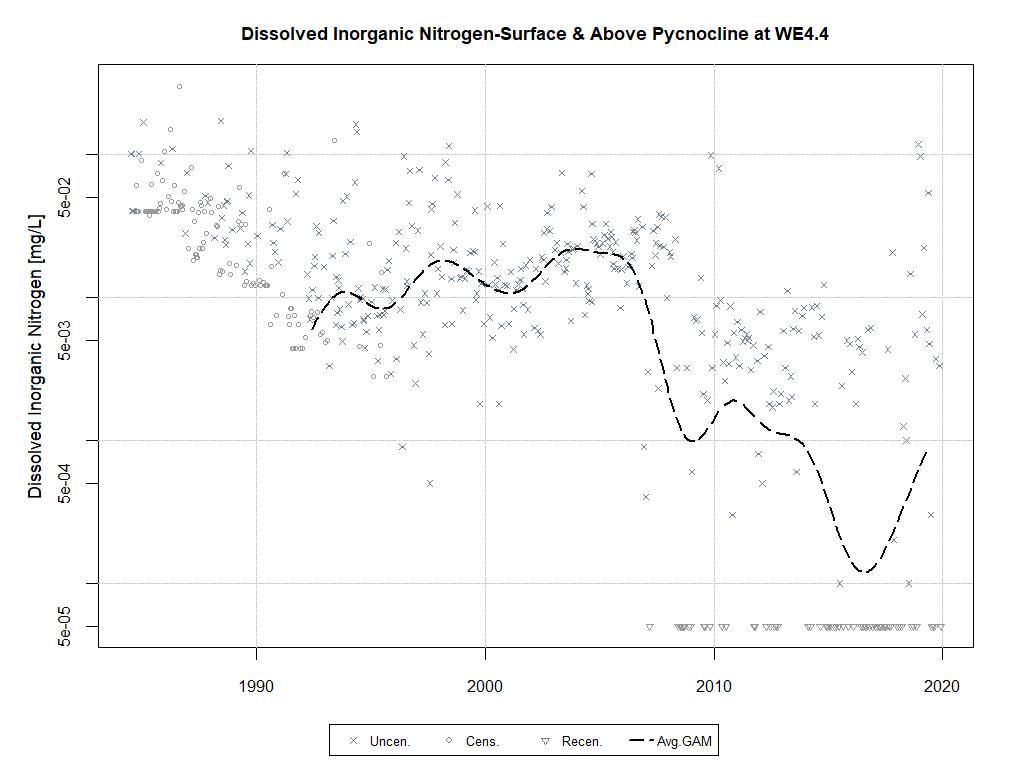 Dissolved Inorganic Nitrogen-Surface & Above Pycnocline at WE4.4
Dissolved Inorganic Nitrogen [mg/L]
5e-02
5e-03
5e-04
5e-05
1990 2000 2010 2020
Uncen. Cens. Recen. Avg.GAM